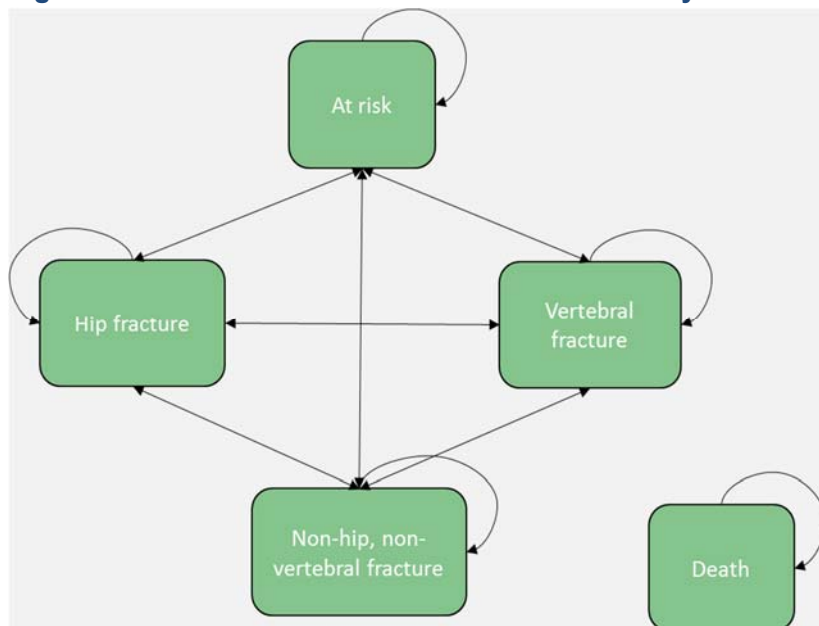 At risk
Hip fracture
Vertebral
fracture
Non-hip, non-
vertebral fracture
Death